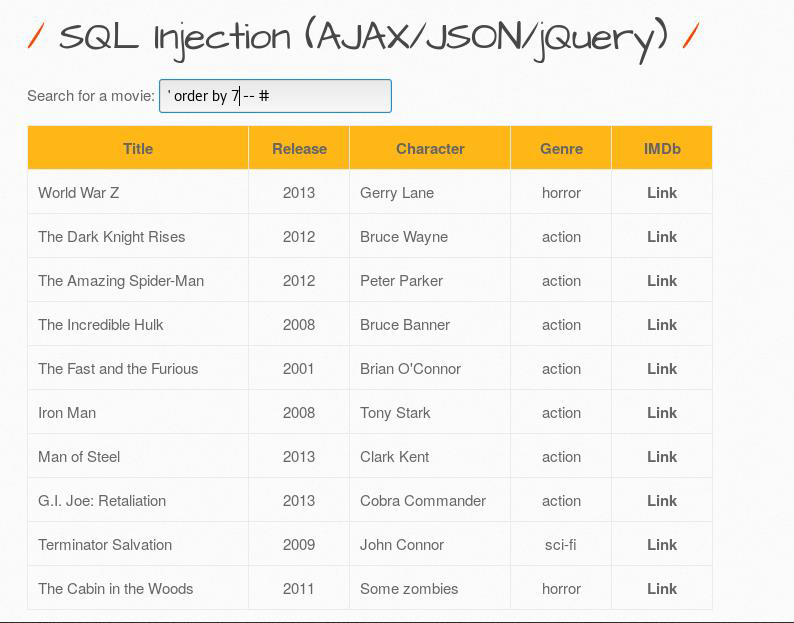 / SQL Injection (AJAX/JSON/jQuery) /
Search for a movie: ' order by 7 -- #
Title Release Character Genre IMDb
World War Z 2013 Gerry Lane horror Link
The Dark Knight Rises 2012 Bruce Wayne action Link
The Amazing Spider-Man 2012 Peter Parker action Link
The Incredible Hulk 2008 Bruce Banner action Link
The Fast and the Furious 2001 Brian O'Connor action Link
Iron Man 2008 Tony Stark action Link
Man of Steel 2013 Clark Kent action Link
G.I. Joe: Retaliation 2013 Cobra Commander action Link
Terminator Salvation 2009 John Connor sci-fi Link
The Cabin in the Woods 2011 Some zombies horror Link